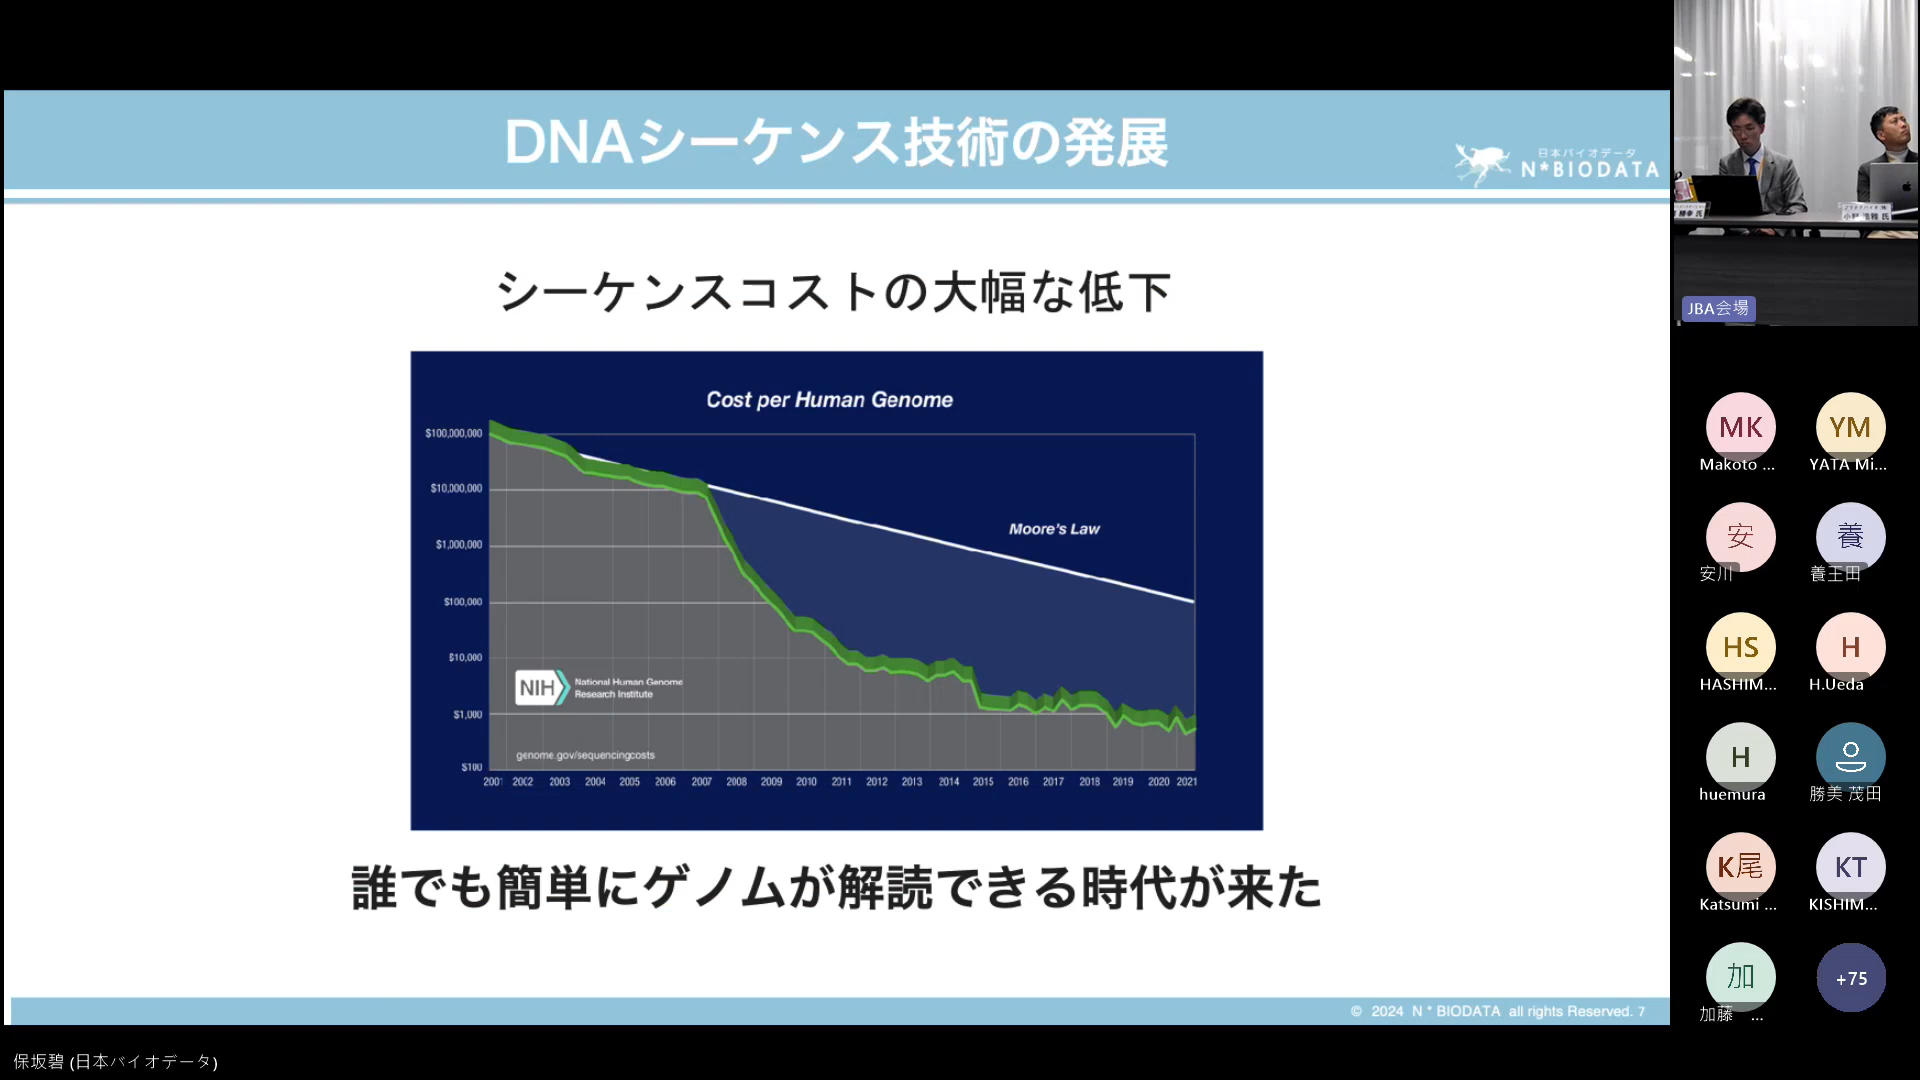 DNAシーケンス技術の発展
日本バイオデータ
N*BIODATA
シーケンスコストの大幅な低下
Cost per Human Genome
$100,000,000
$10,000,000
$1,000,000
$100,000
$10,000
$1,000
$100
Moore's Law
NIH
National Human Genome
Research Institute
genome.gov/sequencingcosts
2001 2002 2003 2004 2005 2006 2007 2008 2009 2010 2011 2012 2013 2014 2015 2016 2017 2018 2019 2020 2021
誰でも簡単にゲノムが解読できる時代が来た
© 2024 N * BIODATA all rights Reserved. 7
保坂碧 (日本バイオデータ)
JBA会場
MK
Makoto ...
YM
YATA Mi...
安
安川
養
養王田
HS
HASHIM...
H
H.Ueda
H
huemura
勝美 茂田
K尾
Katsumi ...
KT
KISHIM...
加
加藤 ...
+75